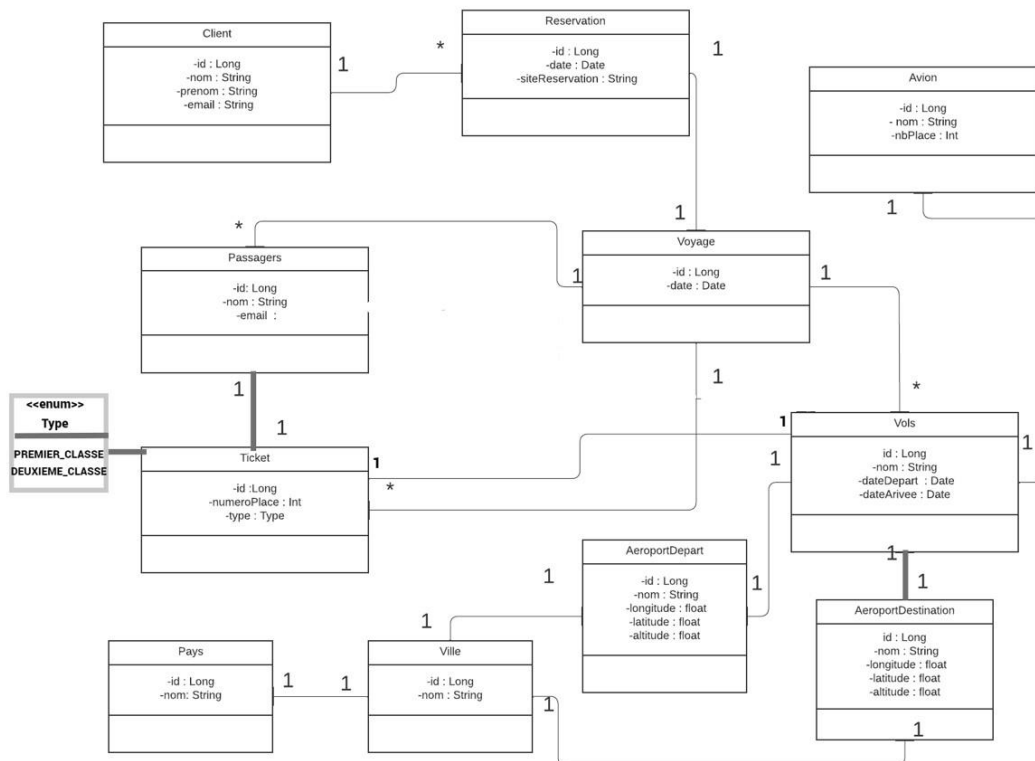 Client
-id : Long
-nom : String
-prenom : String
-email : String
1
*
Reservation
-id : Long
-date : Date
-siteReservation : String
1
Avion
-id : Long
- nom : String
-nbPlace : Int
1
1
*
Passagers
-id: Long
-nom : String
-email :
1
Voyage
-id : Long
-date : Date
1
1
*
1
1
<<enum>>
Type
PREMIER_CLASSE
DEUXIEME_CLASSE
Ticket
-id :Long
-numeroPlace : Int
-type : Type
1
*
1
Vols
id : Long
-nom : String
-dateDepart : Date
-dateArivee : Date
1
1
1
1
AeroportDepart
-id : Long
-nom : String
-longitude : float
-latitude : float
-altitude : float
1
1
AeroportDestination
id : Long
-nom : String
-longitude : float
-latitude : float
-altitude : float
1
1
Pays
-id : Long
-nom: String
1
1
Ville
-id : Long
-nom : String
1